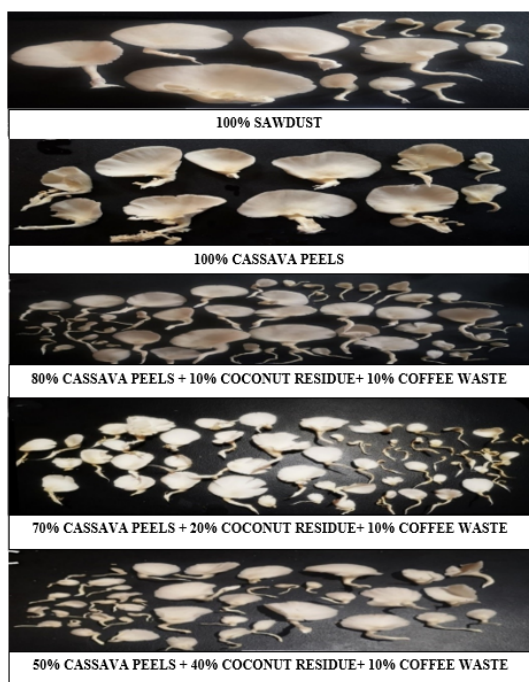 100% SAWDUST
100% CASSAVA PEELS
80% CASSAVA PEELS + 10% COCONUT RESIDUE+ 10% COFFEE WASTE
70% CASSAVA PEELS + 20% COCONUT RESIDUE+ 10% COFFEE WASTE
50% CASSAVA PEELS + 40% COCONUT RESIDUE+ 10% COFFEE WASTE